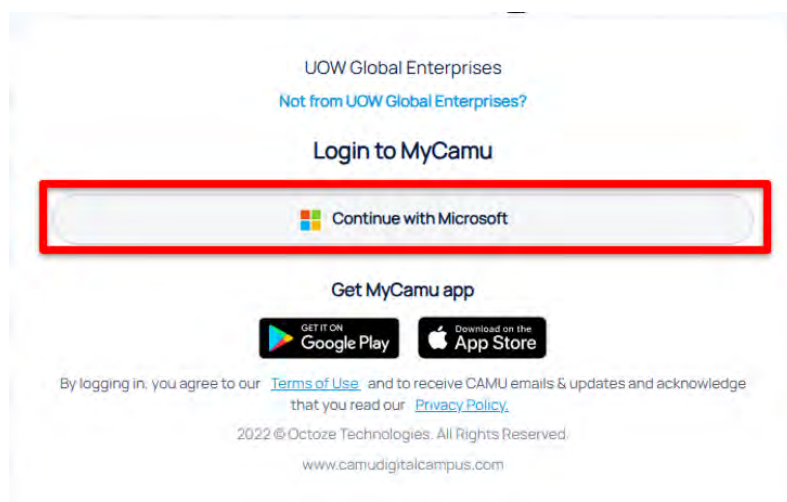 UOW Global Enterprises
Not from UOW Global Enterprises?
Login to MyCamu
Continue with Microsoft
Get MyCamu app
GET IT ON
Google Play
Download on the
App Store
By logging in, you agree to our Terms of Use and to receive CAMU emails & updates and acknowledge
that you read our Privacy Policy.
2022 © Octoze Technologies. All Rights Reserved.
www.camudigitalcampus.com